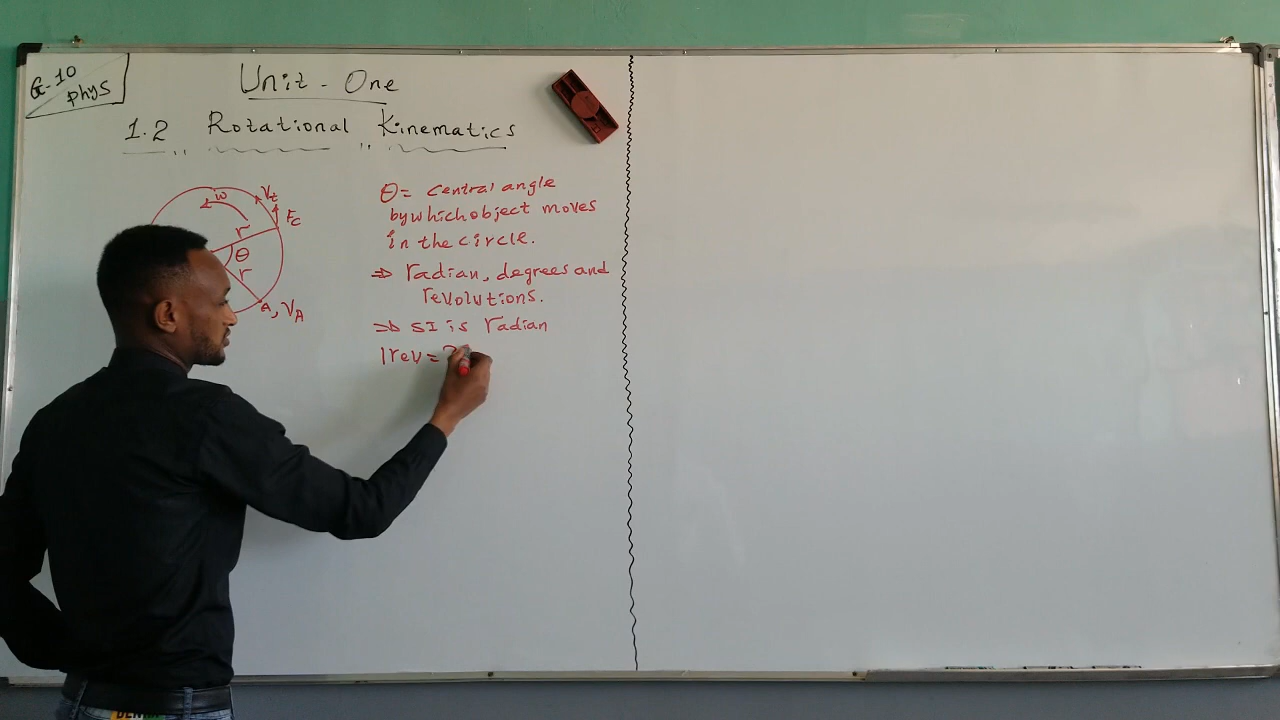 G-10
phys
Unit - One
1.2 Rotational Kinematics
w
Vt
Fc
r
θ
r
A, VA
θ= central angle
by which object moves
in the circle.
⇒ radian, degrees and
revolutions.
⇒ SI is radian
1rev =